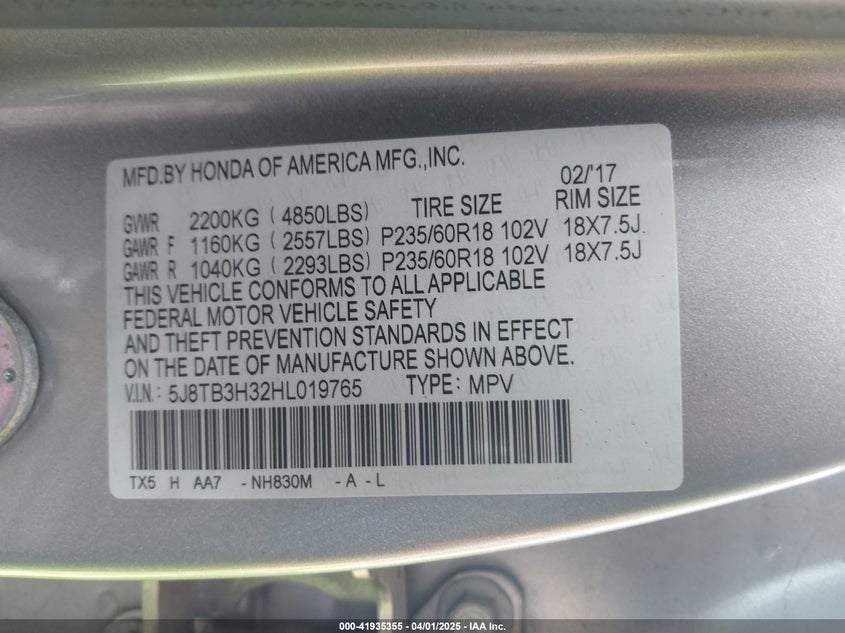 MFD.BY HONDA OF AMERICA MFG.,INC.
02/'17
TIRE SIZE RIM SIZE
GVWR 2200KG ( 4850LBS)
GAWR F 1160KG ( 2557LBS) P235/60R18 102V 18X7.5J.
GAWR R 1040KG ( 2293LBS) P235/60R18 102V 18X7.5J
THIS VEHICLE CONFORMS TO ALL APPLICABLE
FEDERAL MOTOR VEHICLE SAFETY
AND THEFT PREVENTION STANDARDS IN EFFECT
ON THE DATE OF MANUFACTURE SHOWN ABOVE.
V.I.N.: 5J8TB3H32HL019765 TYPE: MPV
TX5 H AA7 -NH830M -A -L
000-41935355 - 04/01/2025 - IAA Inc.